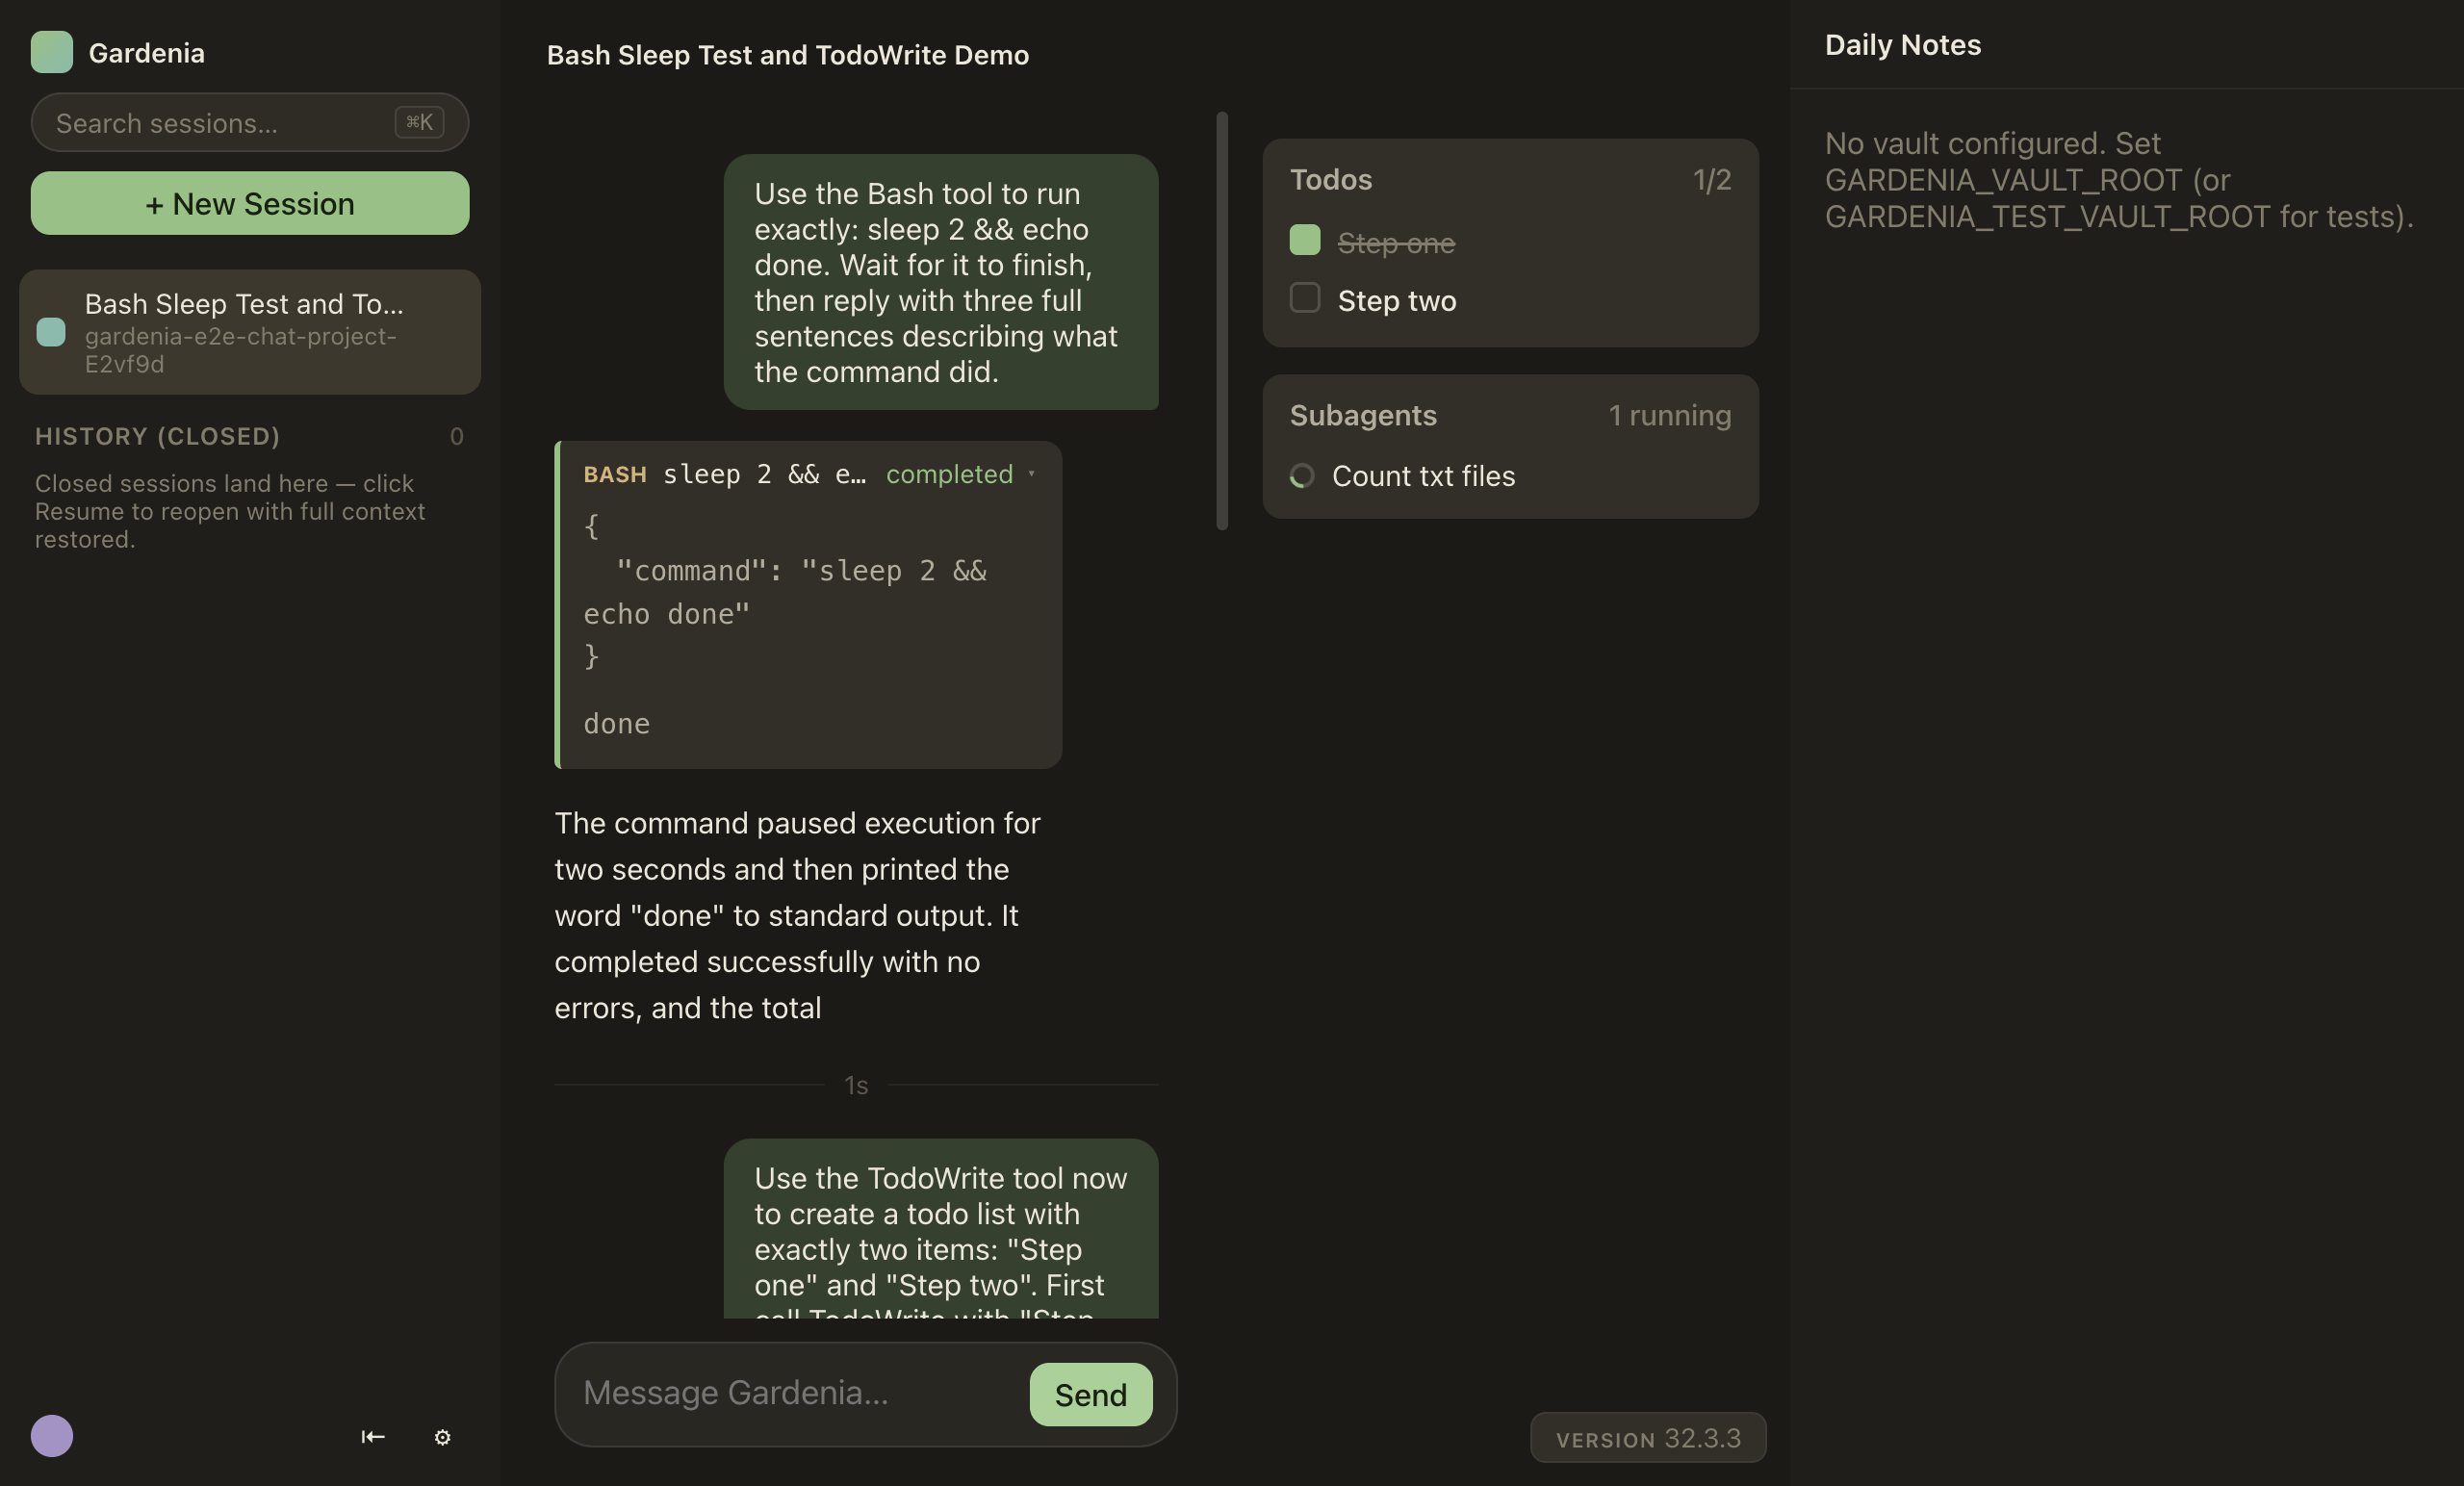 Gardenia
Search sessions...
⌘K
+ New Session
Bash Sleep Test and To...
gardenia-e2e-chat-project-
E2vf9d
HISTORY (CLOSED) 0
Closed sessions land here — click
Resume to reopen with full context
restored.
Bash Sleep Test and TodoWrite Demo
Use the Bash tool to run
exactly: sleep 2 && echo
done. Wait for it to finish,
then reply with three full
sentences describing what
the command did.
BASH sleep 2 && e… completed
{
"command": "sleep 2 &&
echo done"
}
done
The command paused execution for
two seconds and then printed the
word "done" to standard output. It
completed successfully with no
errors, and the total
1s
Use the TodoWrite tool now
to create a todo list with
exactly two items: "Step
one" and "Step two". First
call TodoWrite with "Step
Message Gardenia...
Send
Todos 1/2
Step one
Step two
Subagents 1 running
Count txt files
VERSION 32.3.3
Daily Notes
No vault configured. Set
GARDENIA_VAULT_ROOT (or
GARDENIA_TEST_VAULT_ROOT for tests).